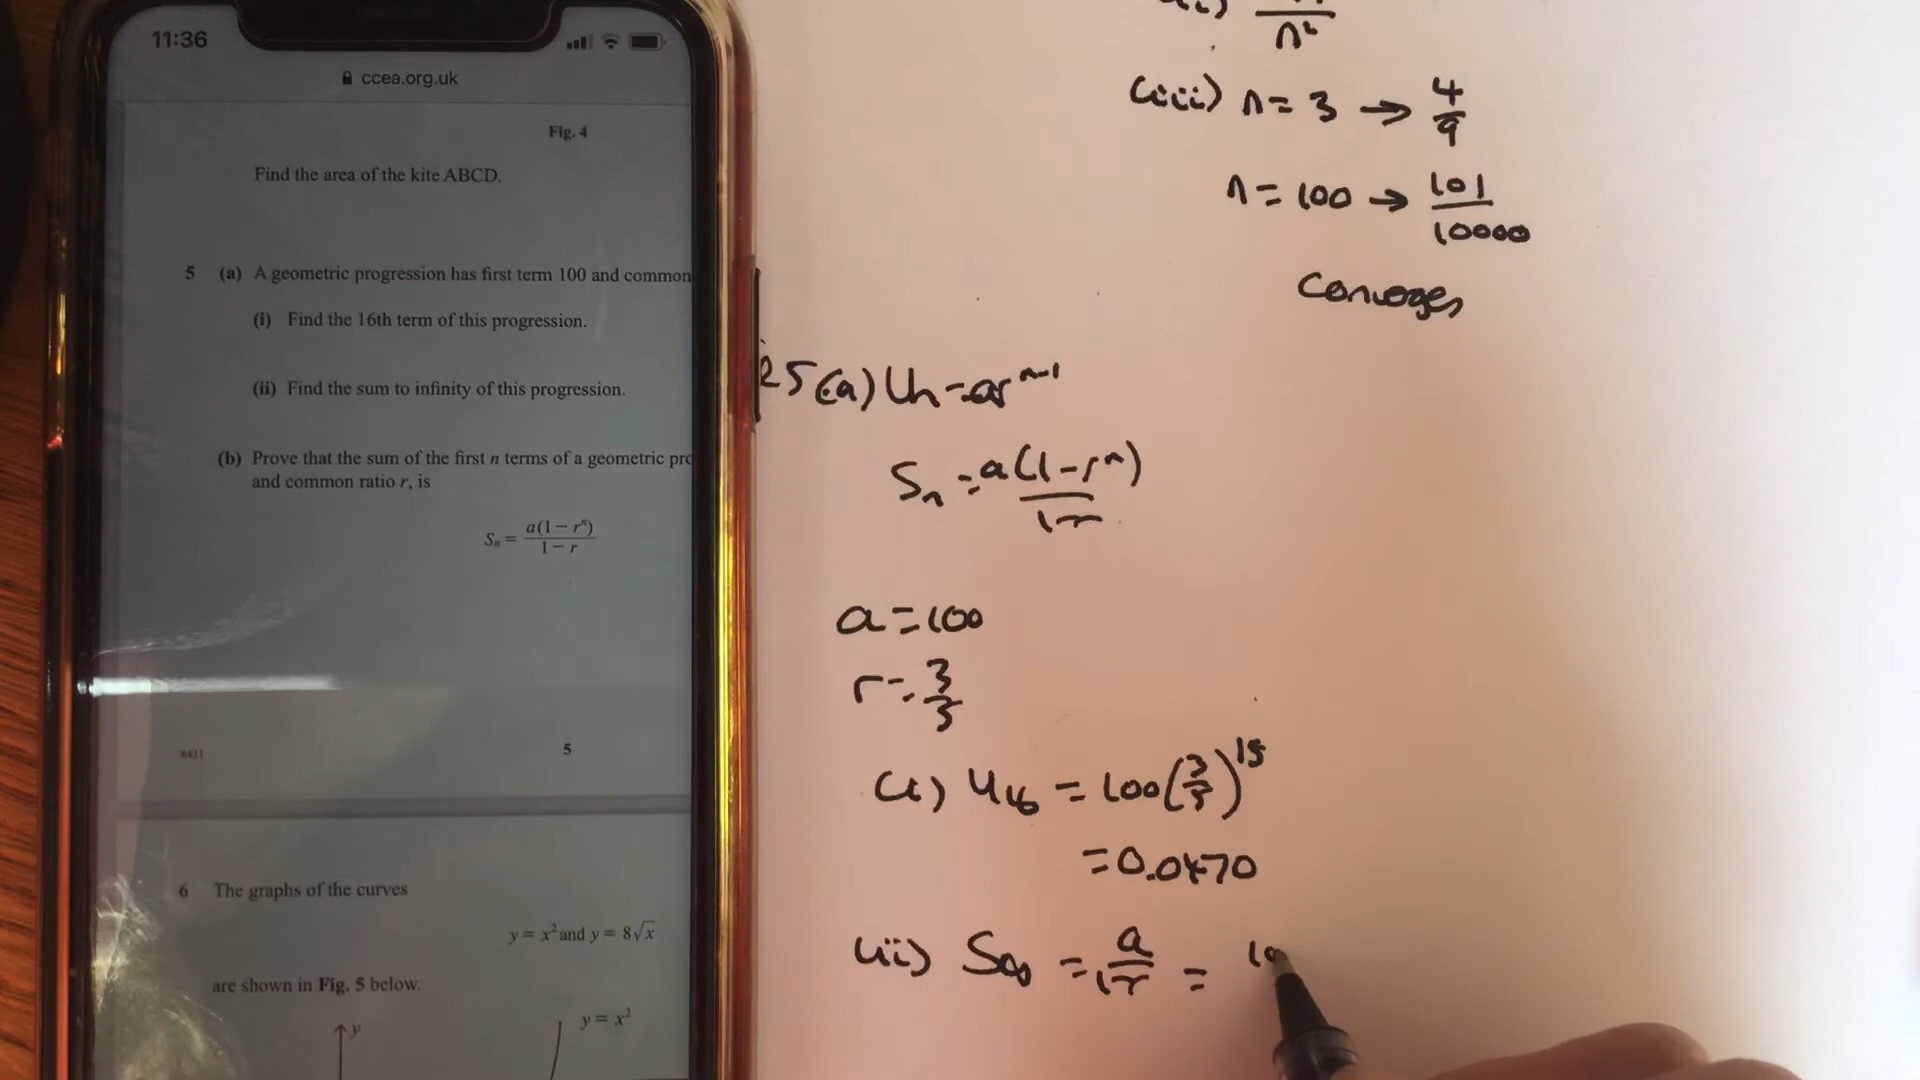 11:36
ccea.org.uk
Fig. 4
Find the area of the kite ABCD.
5 (a) A geometric progression has first term 100 and common
(i) Find the 16th term of this progression.
(ii) Find the sum to infinity of this progression.
(b) Prove that the sum of the first n terms of a geometric pro
and common ratio r, is
Sₙ = a(1 − rⁿ) / 1 − r
5
6 The graphs of the curves
y = x² and y = 8√x
are shown in Fig. 5 below.
y
y = x²
n²
(iii) n = 3 → 4/9
n = 100 → 101/10000
Converges
5 (a) Un = arⁿ⁻¹
Sn = a(1 − rⁿ) / 1−r
a = 100
r = 3/5
(i) U16 = 100(3/5)¹⁵
= 0.0470
(ii) S∞ = a/1−r = 10